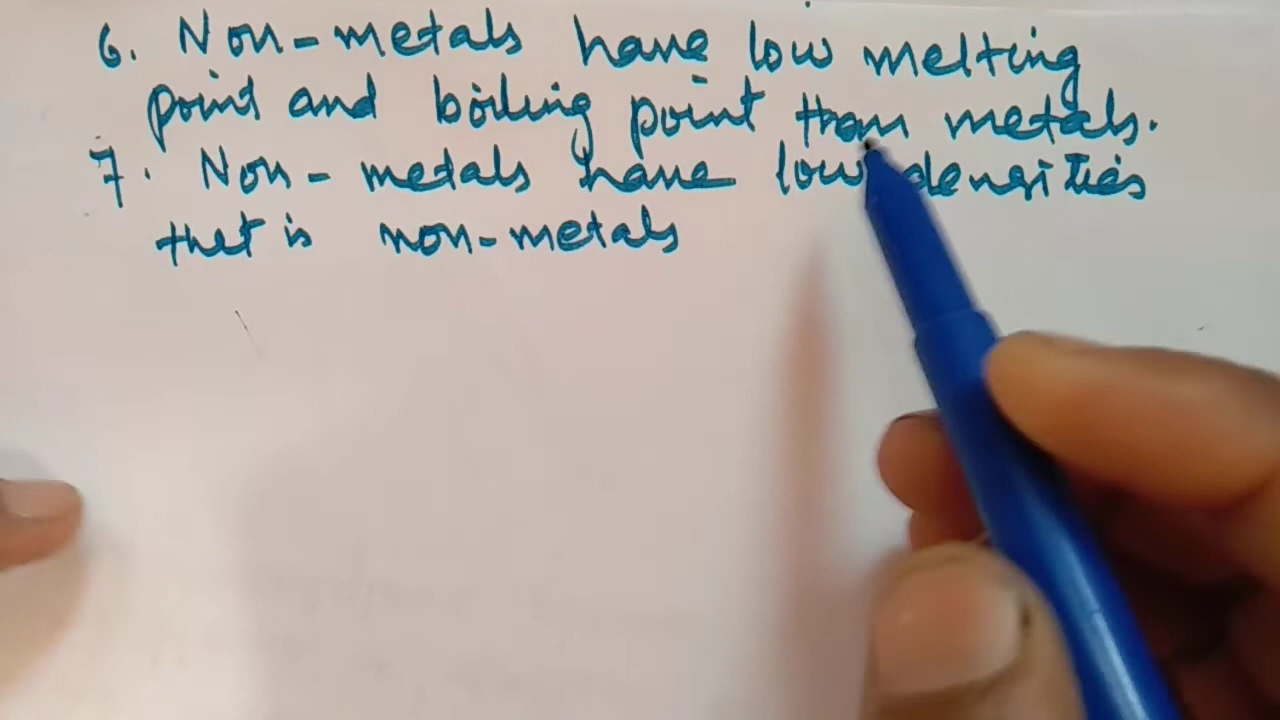 6. Non-metals have low melting
point and boiling point than metals.
7. Non-metals have low densities
that is non-metals